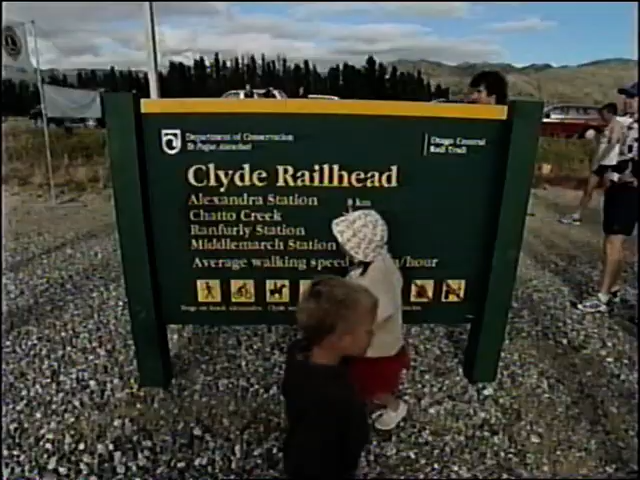 Department of Conservation
Te Papa Atawhai
Otago Central
Rail Trail
Clyde Railhead
Alexandra Station 8 km
Chatto Creek
Ranfurly Station
Middlemarch Station
Average walking speed /hour